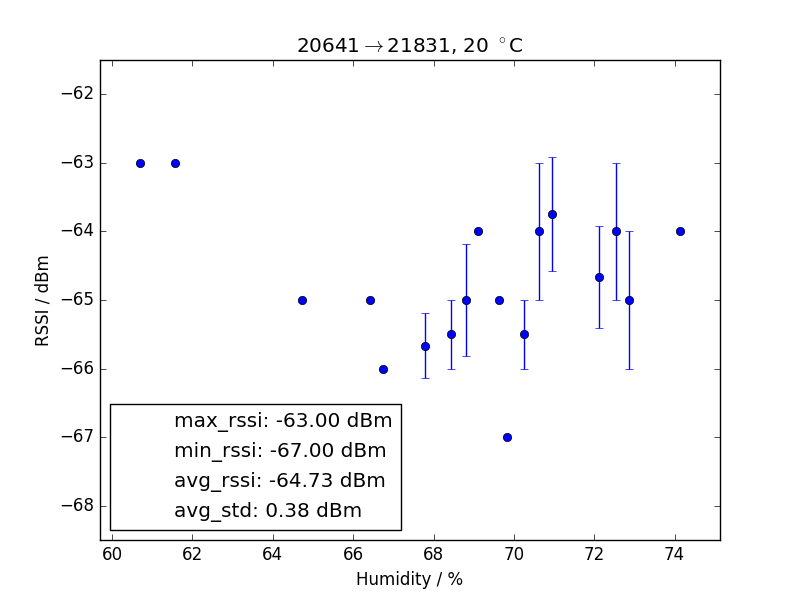 20641→21831, 20 °C
−62
−63
−64
−65
−66
−67
−68
RSSI / dBm
max_rssi: -63.00 dBm
min_rssi: -67.00 dBm
avg_rssi: -64.73 dBm
avg_std: 0.38 dBm
60 62 64 66 68 70 72 74
Humidity / %